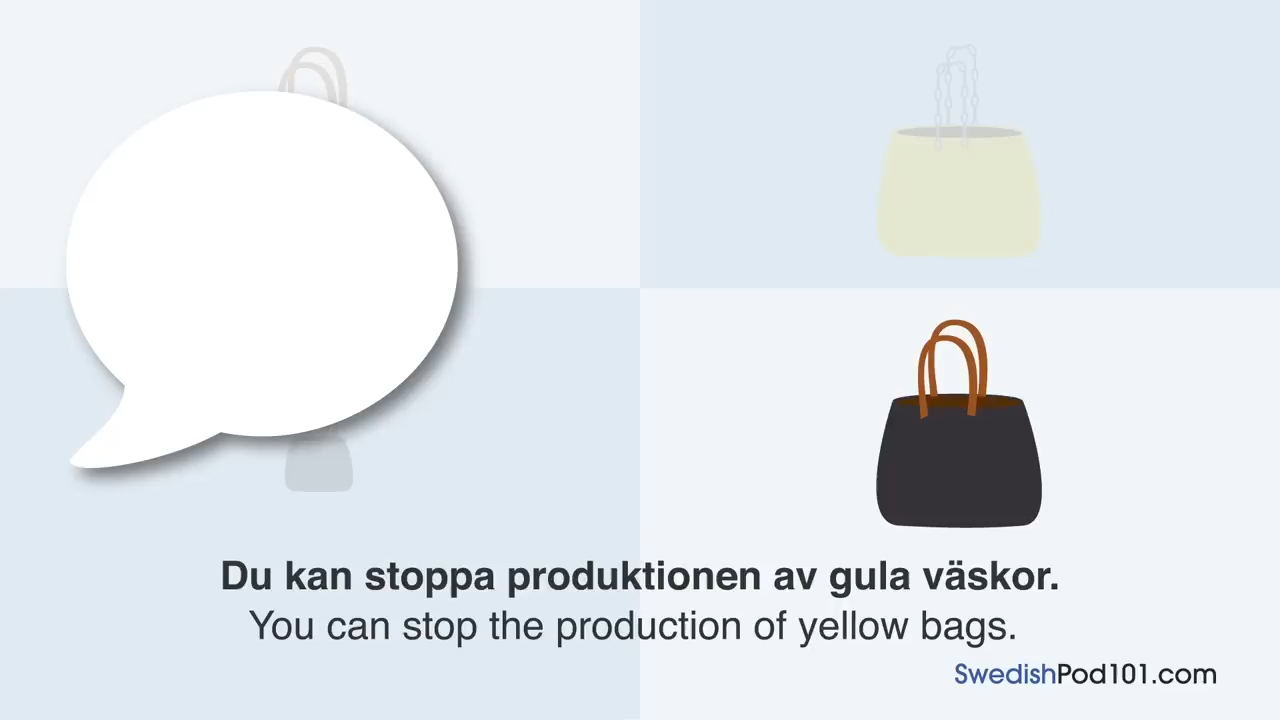 Du kan stoppa produktionen av gula väskor.
You can stop the production of yellow bags.
SwedishPod101.com